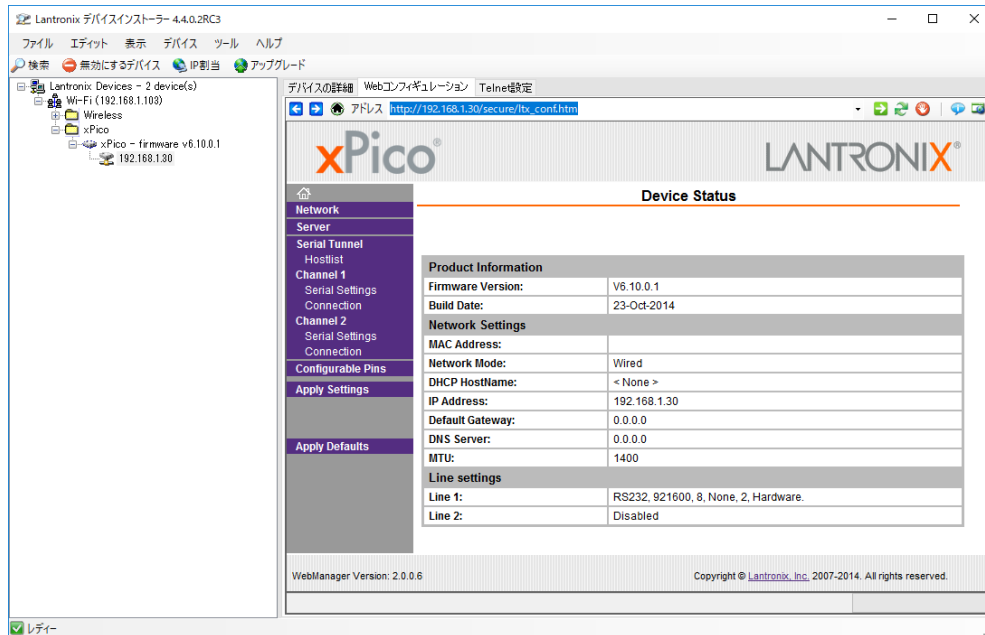 Lantronix デバイスインストーラー 4.4.0.2RC3
ファイル エディット 表示 デバイス ツール ヘルプ
検索 無効にするデバイス IP割当 アップグレード
Lantronix Devices - 2 device(s)
Wi-Fi (192.168.1.103)
Wireless
xPico
xPico - firmware v6.10.0.1
192.168.1.30
デバイスの詳細 Webコンフィギュレーション Telnet設定
アドレス http://192.168.1.30/secure/ltx_conf.htm
xPico® LANTRONIX®
Network
Server
Serial Tunnel
Hostlist
Channel 1
Serial Settings
Connection
Channel 2
Serial Settings
Connection
Configurable Pins
Apply Settings
Apply Defaults
Device Status
Product Information
Firmware Version: V6.10.0.1
Build Date: 23-Oct-2014
Network Settings
MAC Address:
Network Mode: Wired
DHCP HostName: < None >
IP Address: 192.168.1.30
Default Gateway: 0.0.0.0
DNS Server: 0.0.0.0
MTU: 1400
Line settings
Line 1: RS232, 921600, 8, None, 2, Hardware.
Line 2: Disabled
WebManager Version: 2.0.0.6 Copyright © Lantronix, Inc. 2007-2014. All rights reserved.
レディー